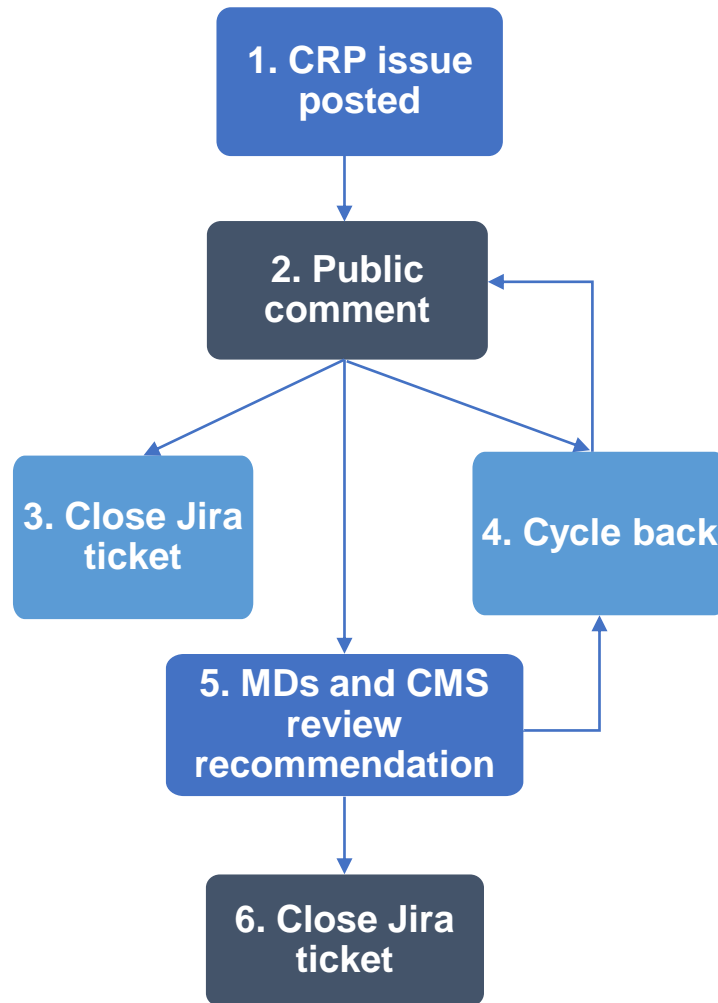 1. CRP issue
posted
2. Public
comment
3. Close Jira
ticket
4. Cycle back
5. MDs and CMS
review
recommendation
6. Close Jira
ticket